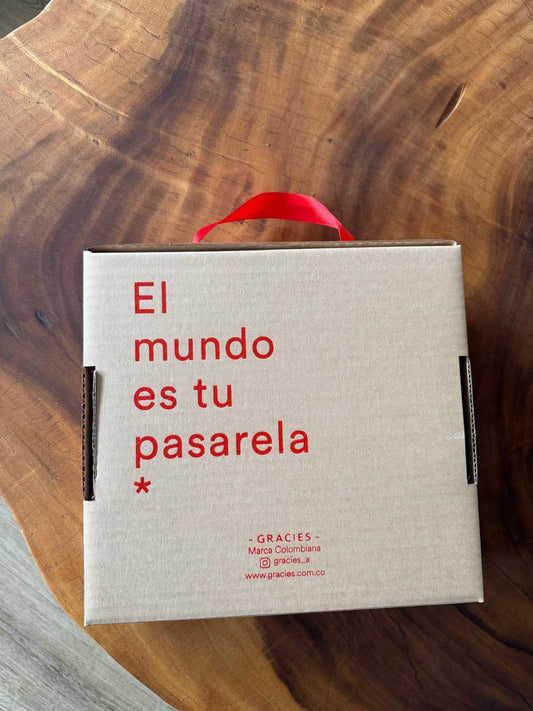 El
mundo
es tu
pasarela
*
- GRACIES -
Marca Colombiana
gracies_a
www.gracies.com.co